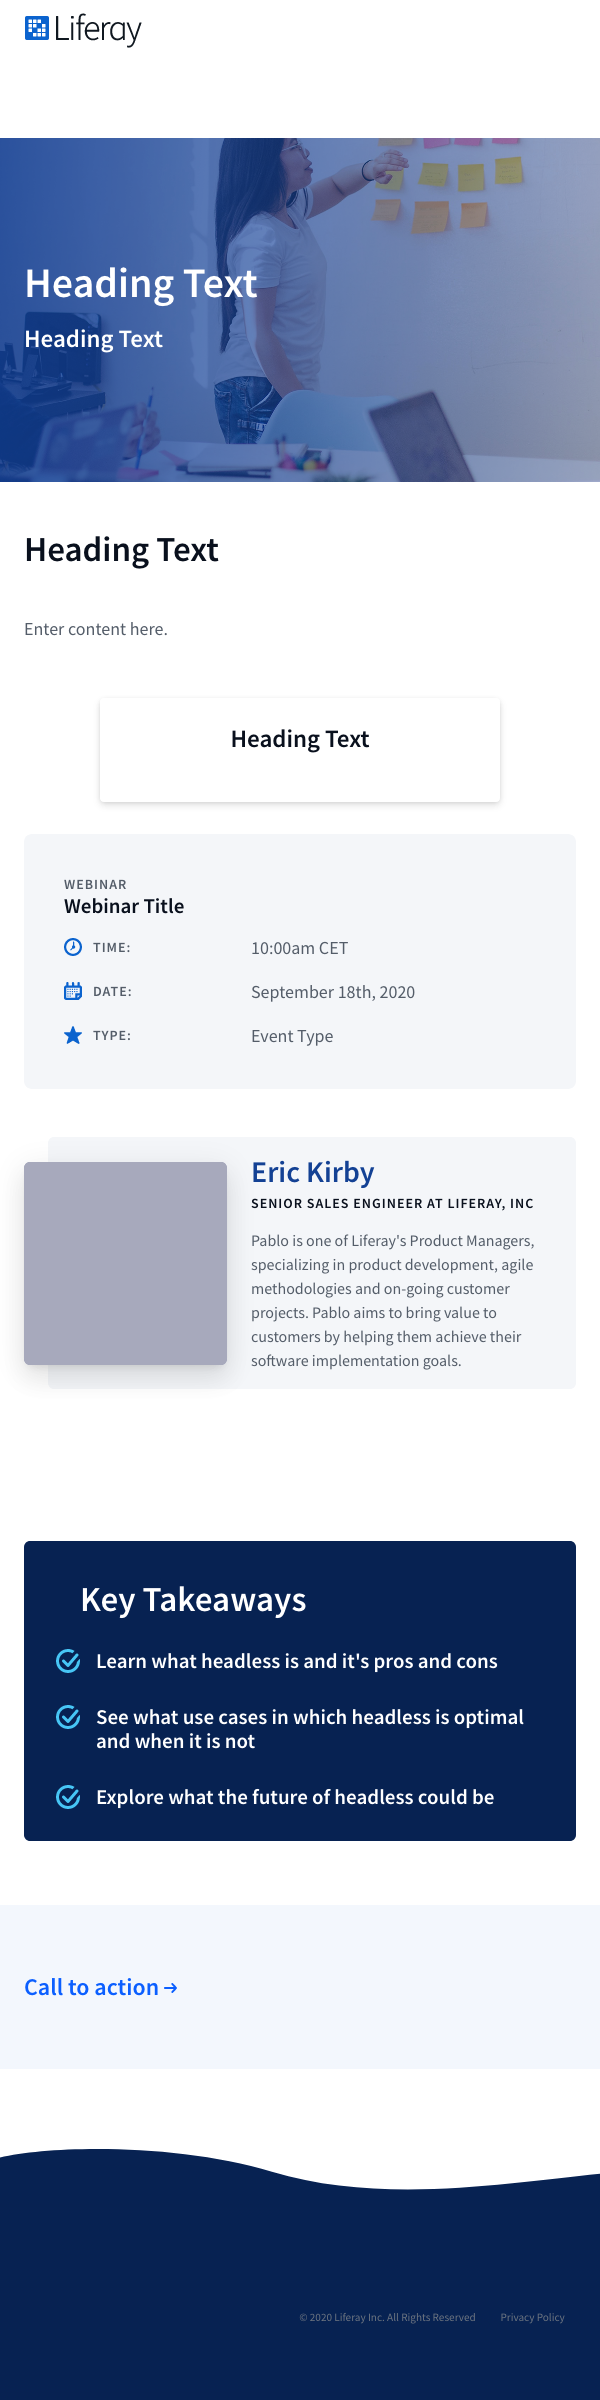 Liferay
Heading Text
Heading Text
Heading Text
Enter content here.
Heading Text
WEBINAR
Webinar Title
TIME: 10:00am CET
DATE: September 18th, 2020
TYPE: Event Type
Eric Kirby
SENIOR SALES ENGINEER AT LIFERAY, INC
Pablo is one of Liferay's Product Managers,
specializing in product development, agile
methodologies and on-going customer
projects. Pablo aims to bring value to
customers by helping them achieve their
software implementation goals.
Key Takeaways
Learn what headless is and it's pros and cons
See what use cases in which headless is optimal
and when it is not
Explore what the future of headless could be
Call to action →
© 2020 Liferay Inc. All Rights Reserved Privacy Policy